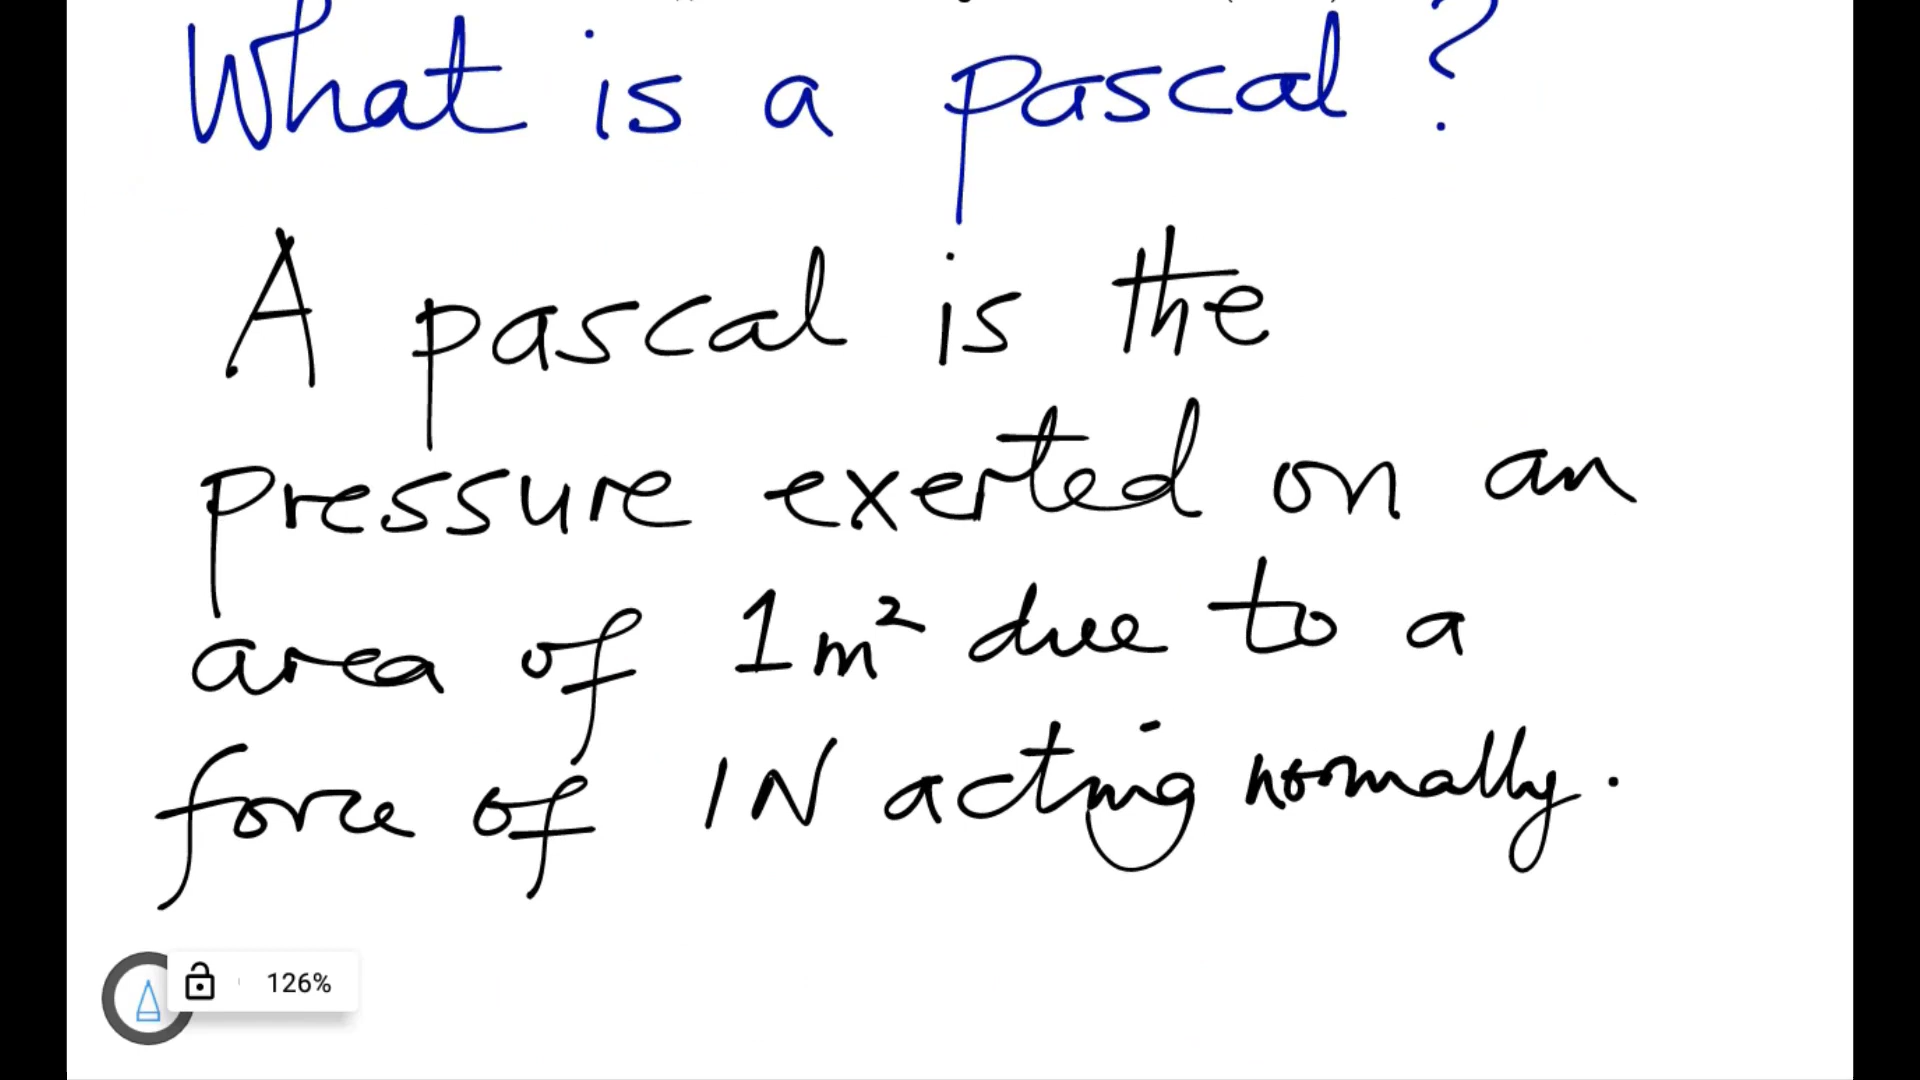 What is a pascal?
A pascal is the
pressure exerted on an
area of 1m² due to a
force of 1N acting normally.
126%